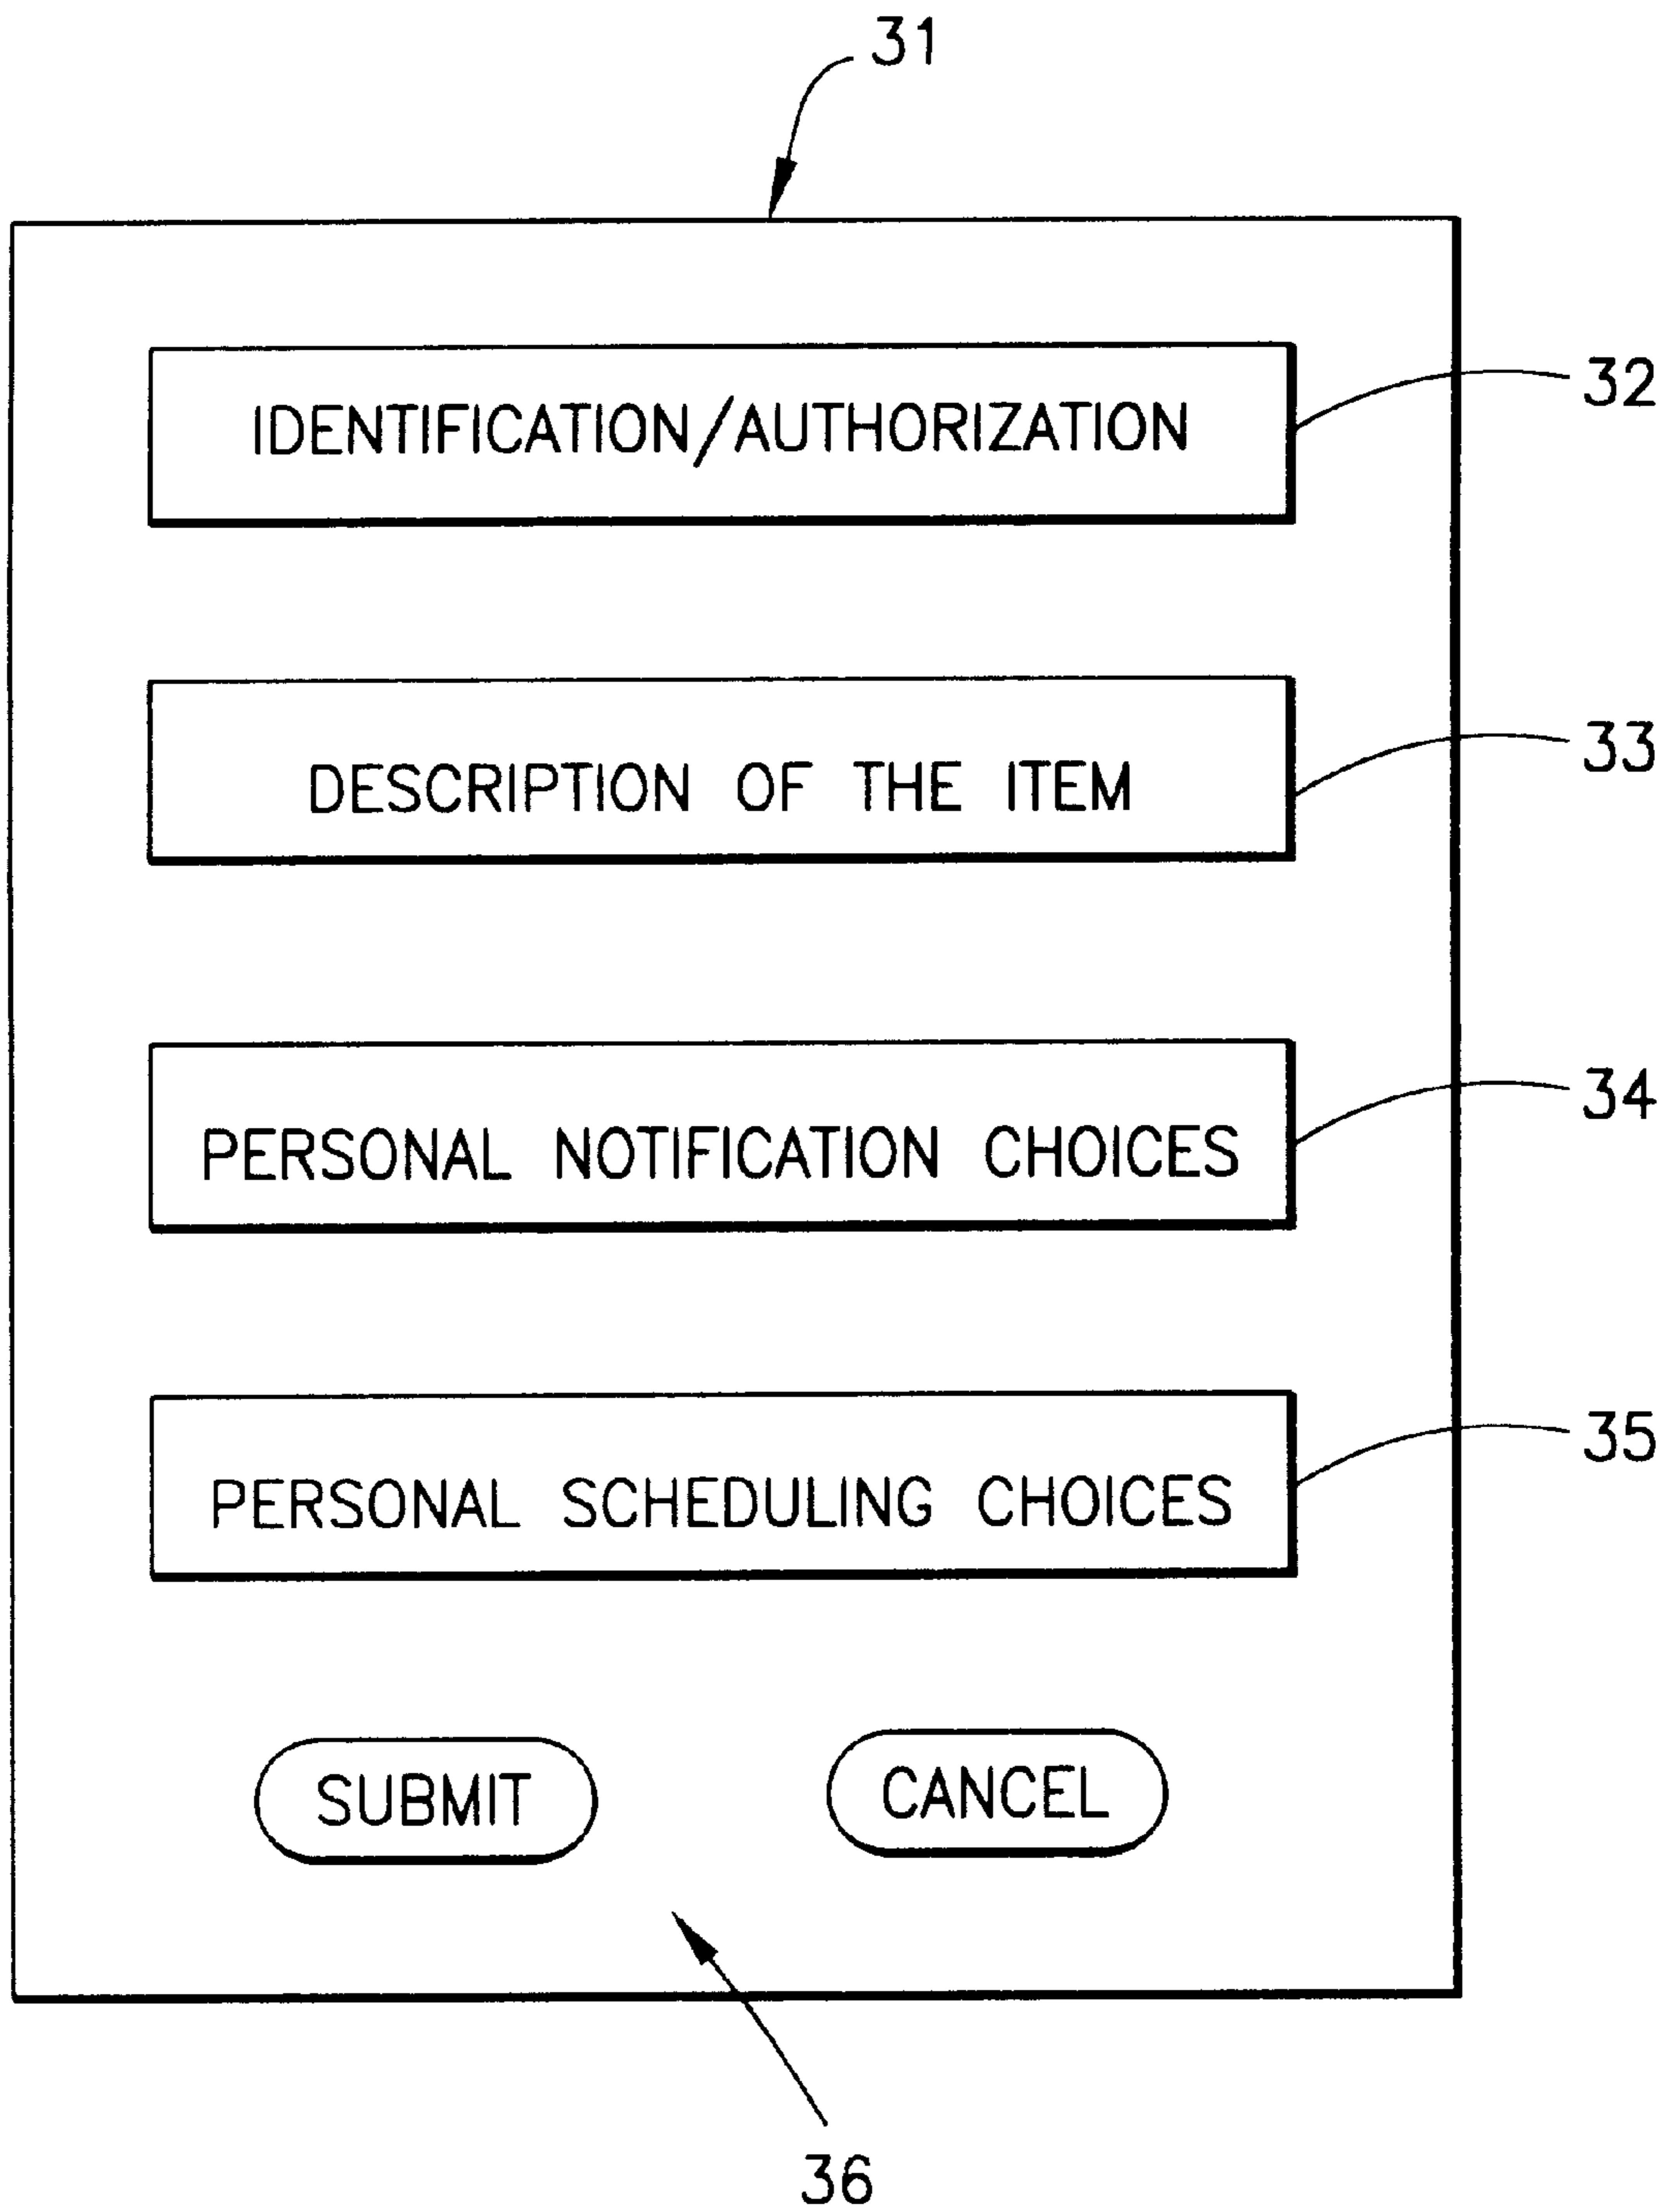 31
IDENTIFICATION/AUTHORIZATION
32
DESCRIPTION OF THE ITEM
33
PERSONAL NOTIFICATION CHOICES
34
PERSONAL SCHEDULING CHOICES
35
SUBMIT
CANCEL
36